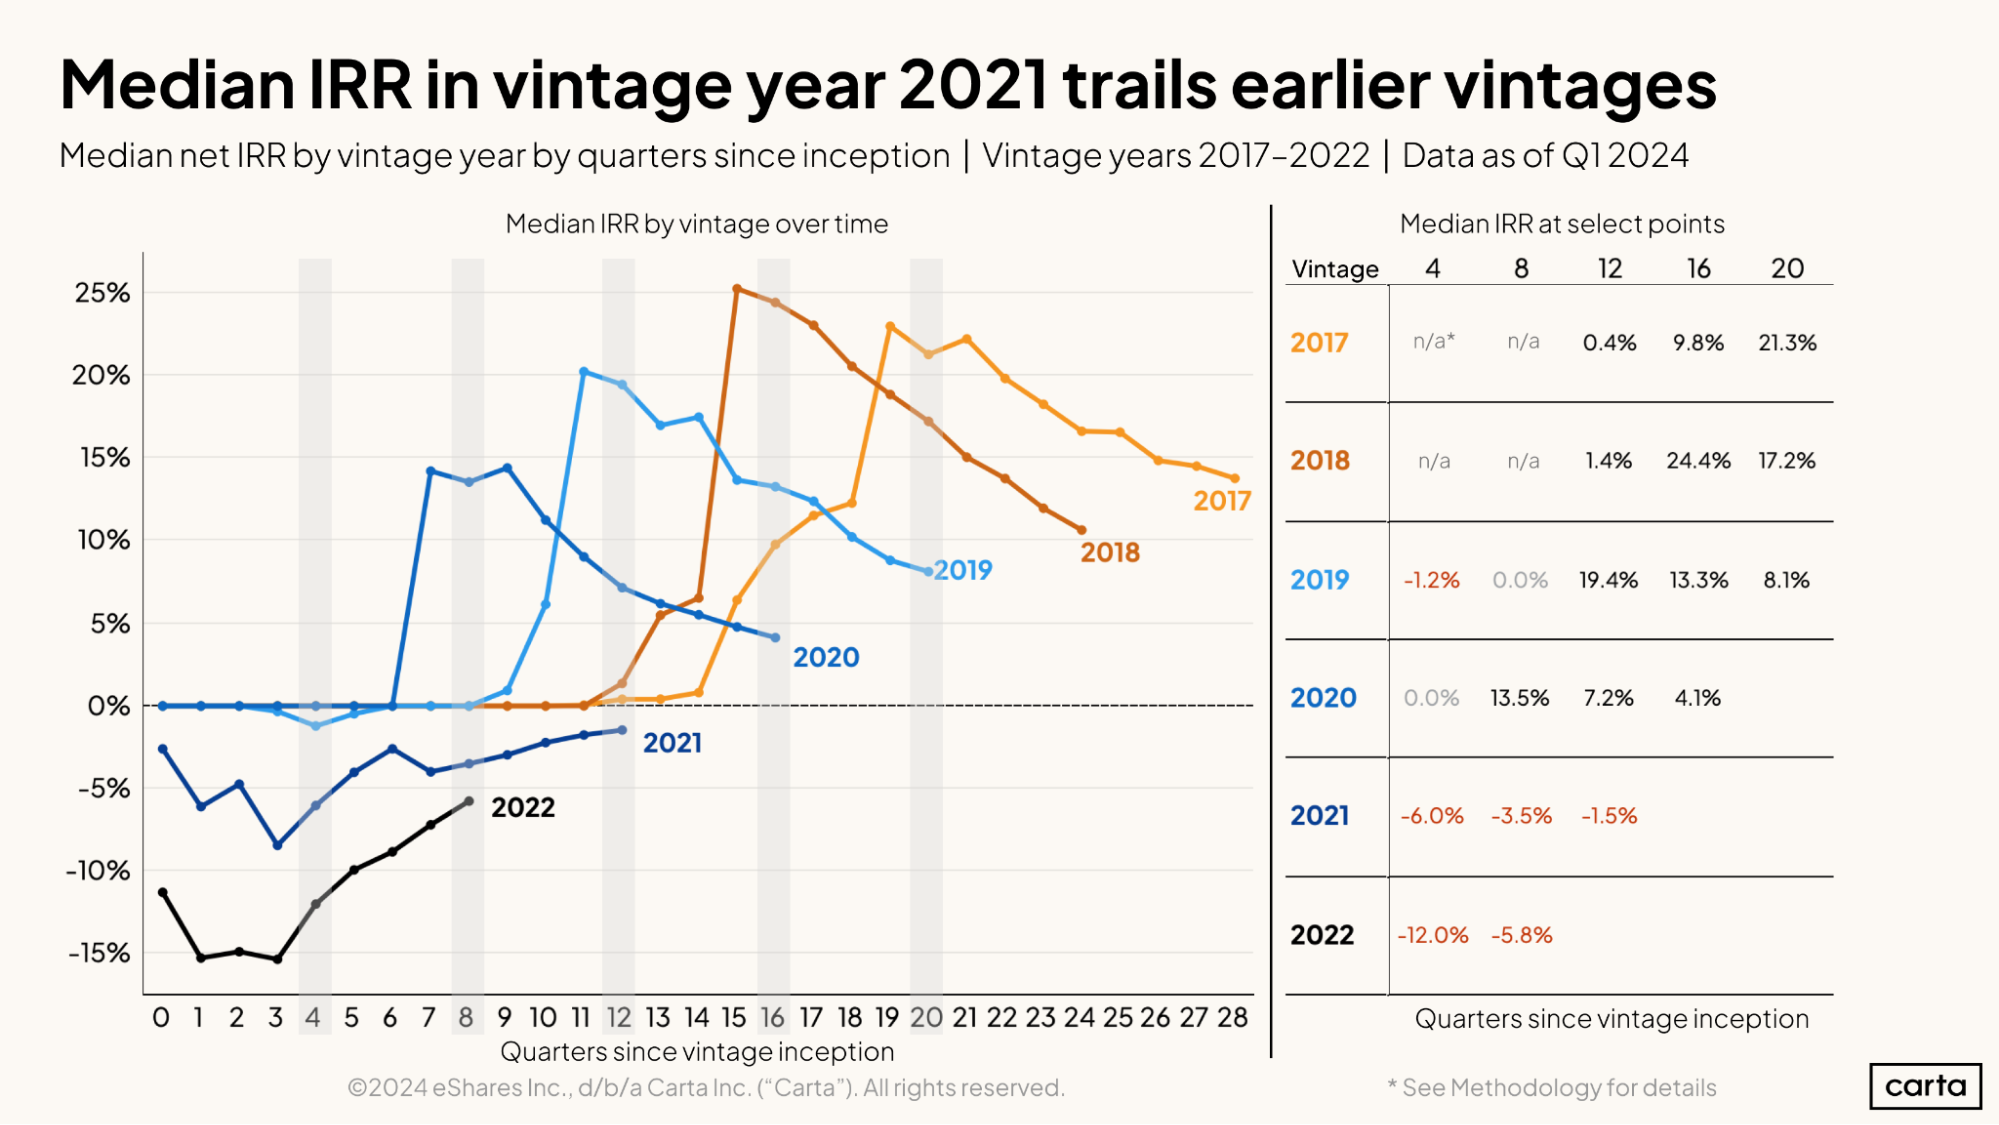 Median IRR in vintage year 2021 trails earlier vintages
Median net IRR by vintage year by quarters since inception | Vintage years 2017–2022 | Data as of Q1 2024
Median IRR by vintage over time
25%
20%
15%
10%
5%
0%
-5%
-10%
-15%
2017
2018
2019
2020
2021
2022
0 1 2 3 4 5 6 7 8 9 10 11 12 13 14 15 16 17 18 19 20 21 22 23 24 25 26 27 28
Quarters since vintage inception
Median IRR at select points
Vintage 4 8 12 16 20
2017 n/a* n/a 0.4% 9.8% 21.3%
2018 n/a n/a 1.4% 24.4% 17.2%
2019 -1.2% 0.0% 19.4% 13.3% 8.1%
2020 0.0% 13.5% 7.2% 4.1%
2021 -6.0% -3.5% -1.5%
2022 -12.0% -5.8%
Quarters since vintage inception
©2024 eShares Inc., d/b/a Carta Inc. (“Carta”). All rights reserved.
* See Methodology for details
carta